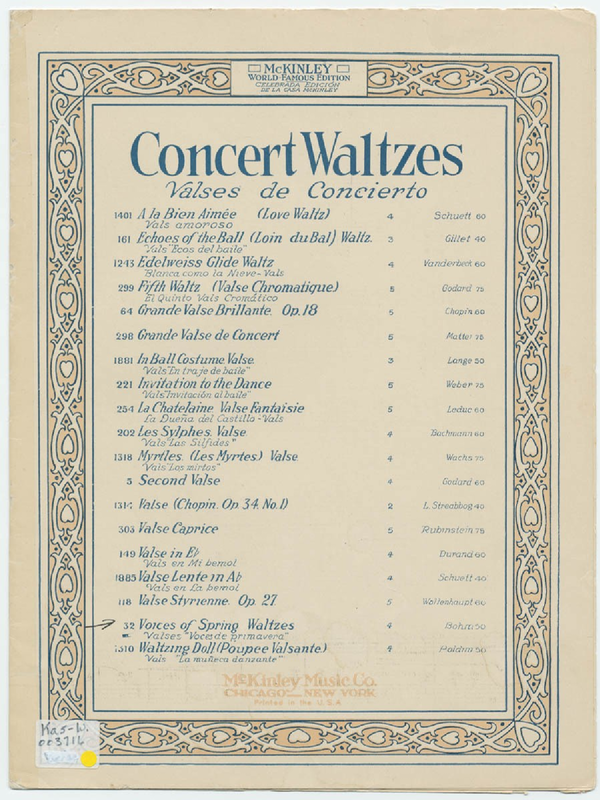 McKINLEY
WORLD-FAMOUS EDITION
CELEBRADA EDICIÓN
DE LA CASA McKINLEY
Concert Waltzes
Valses de Concierto
1401 A la Bien Aimée (Love Waltz) 4 Schuett 60
Vals amoroso
161 Echoes of the Ball (Loin du Bal) Waltz. 3 Gillet 40
"Vals" Ecos del baile"
1243 Edelweiss Glide Waltz 4 Vanderbeck 60
Blanca como la Nieve-Vals
299 Fifth Waltz (Valse Chromatique) 5 Godard 75
El Quinto Vals Cromático
64 Grande Valse Brillante. Op. 18 5 Chopin 60
298 Grande Valse de Concert 5 Mattei 75
1881 In Ball Costume Valse. 3 Lange 50
Vals "En traje de baile"
221 Invitation to the Dance 5 Weber 75
"Vals" Invitación al baile"
254 La Chatelaine Valse Fantaisie 5 Leduc 60
La Dueña del Castillo-Vals
202 Les Sylphes. Valse 4 Bachmann 60
"Vals" Las Silfides"
1318 Myrtles. (Les Myrtes.) Valse. 4 Wachs 75
"Vals" Los mirtos"
5 Second Valse 4 Godard 60
1314 Valse. (Chopin. Op. 34. No. 1) 2 L. Streabbog 40
303 Valse Caprice 5 Rubinstein 75
149 Valse in E♭ 4 Durand 60
Vals en Mi bemol
1885 Valse Lente in A♭ 4 Schuett 40
Vals en La bemol
118 Valse Styrienne. Op. 27. 5 Wollenhaupt 60
32 Voices of Spring Waltzes 4 Bohm 50
"Valses" Voce de primavera"
1310 Waltzing Doll (Poupee Valsante) 4 Poldini 50
Vals "La muñeca danzante"
McKinley Music Co.
CHICAGO NEW YORK
Printed in the U.S.A
Kas-W.
003716